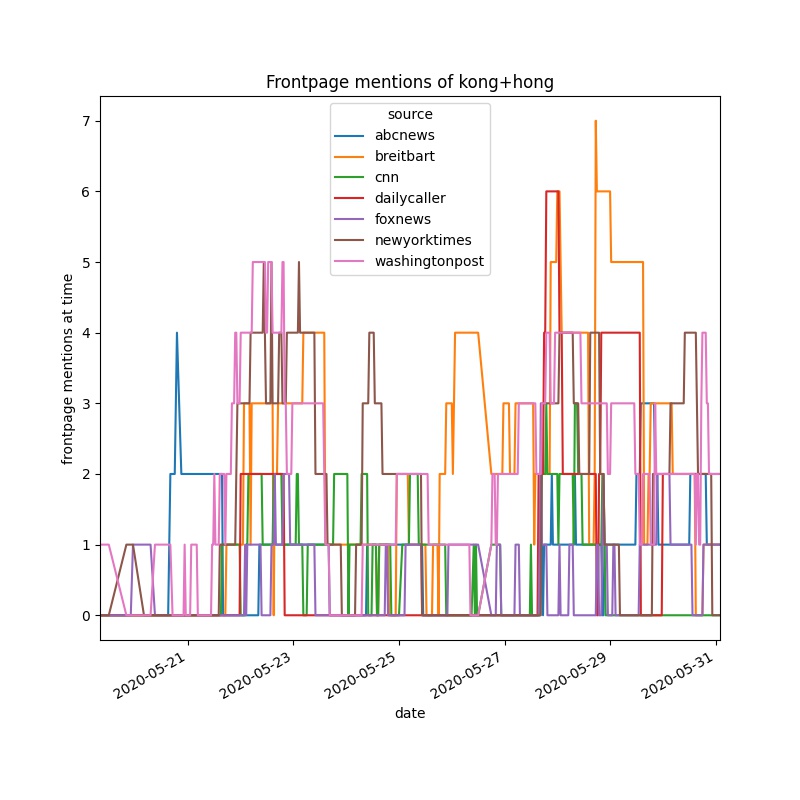 Frontpage mentions of kong+hong
source
abcnews
breitbart
cnn
dailycaller
foxnews
newyorktimes
washingtonpost
7
6
5
4
3
2
1
0
frontpage mentions at time
2020-05-21
2020-05-23
2020-05-25
2020-05-27
2020-05-29
2020-05-31
date